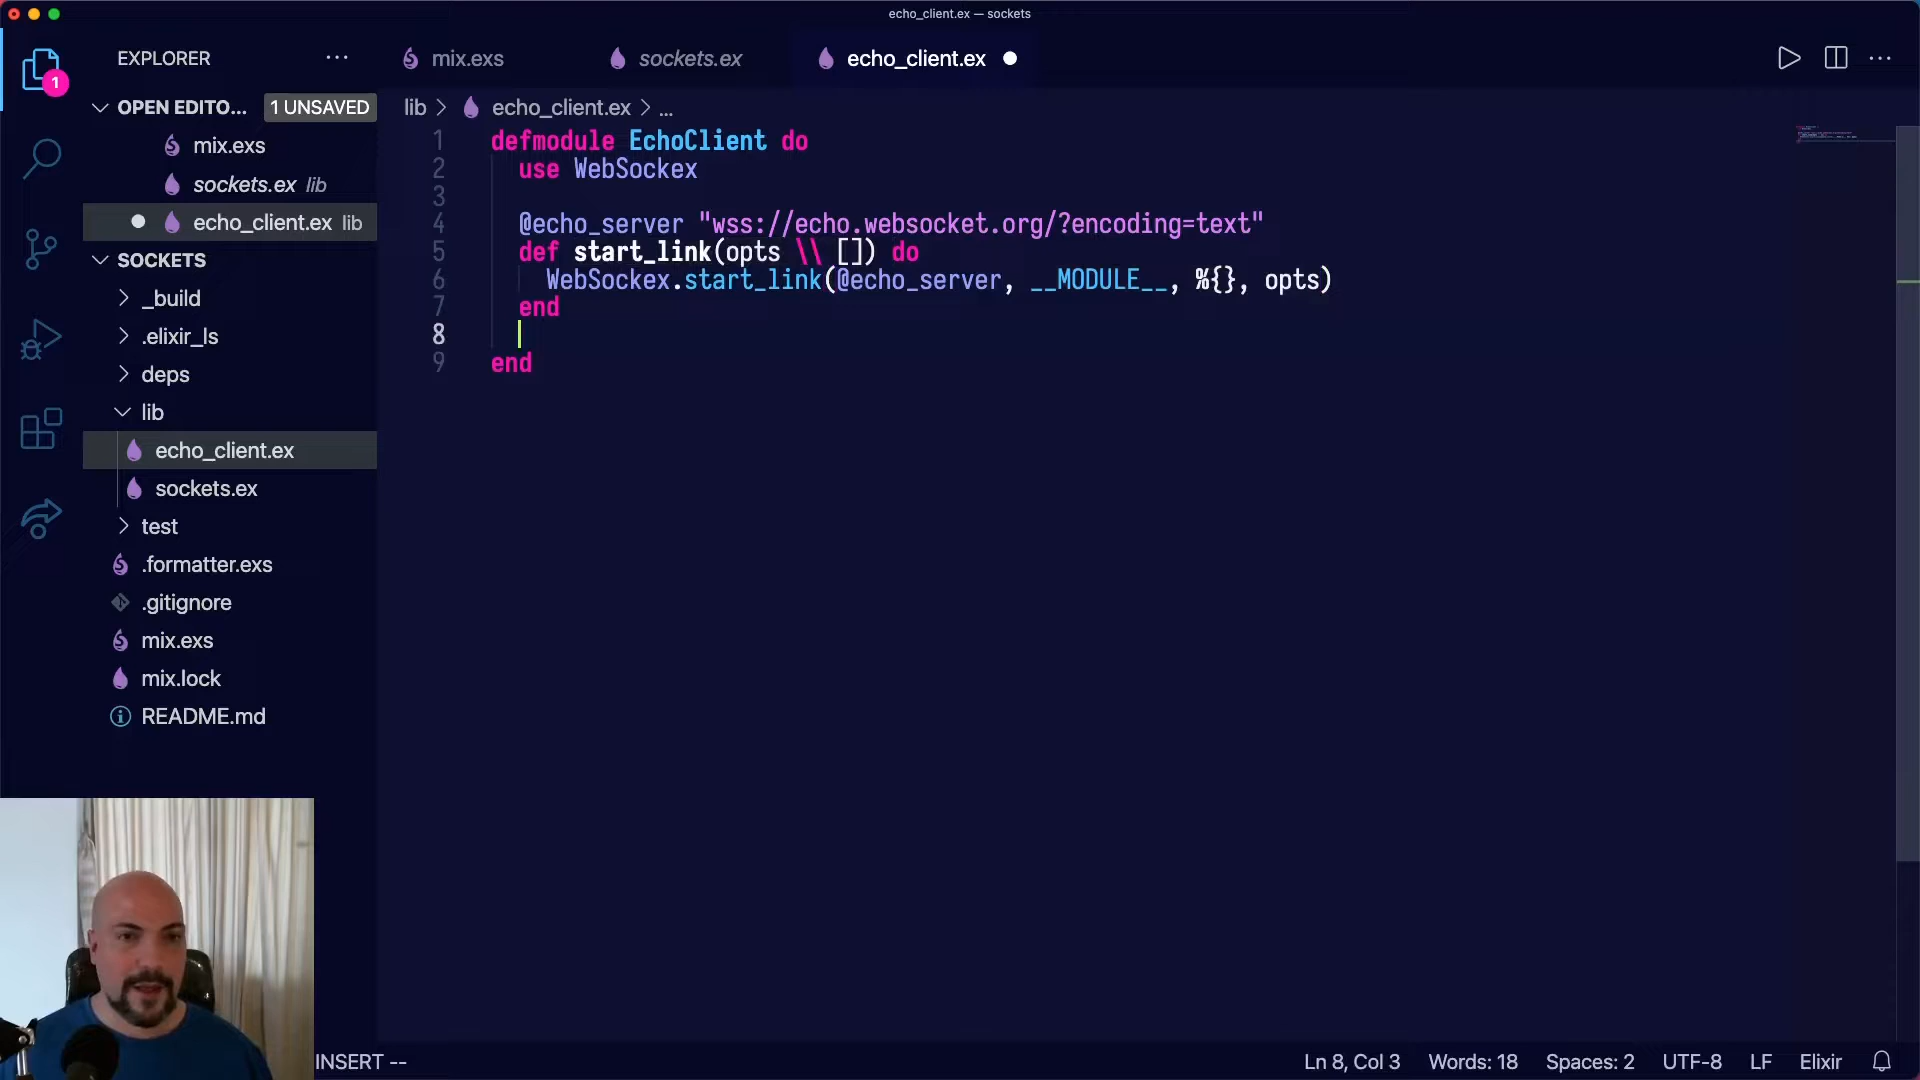 echo_client.ex — sockets
EXPLORER ...
1
OPEN EDITO... 1 UNSAVED
mix.exs
sockets.ex lib
echo_client.ex lib
SOCKETS
_build
.elixir_ls
deps
lib
echo_client.ex
sockets.ex
test
.formatter.exs
.gitignore
mix.exs
mix.lock
README.md
mix.exs sockets.ex echo_client.ex
lib > echo_client.ex > ...
1 defmodule EchoClient do
2 use WebSockex
3
4 @echo_server "wss://echo.websocket.org/?encoding=text"
5 def start_link(opts \\ []) do
6 WebSockex.start_link(@echo_server, __MODULE__, %{}, opts)
7 end
8
9 end
INSERT -- Ln 8, Col 3 Words: 18 Spaces: 2 UTF-8 LF Elixir